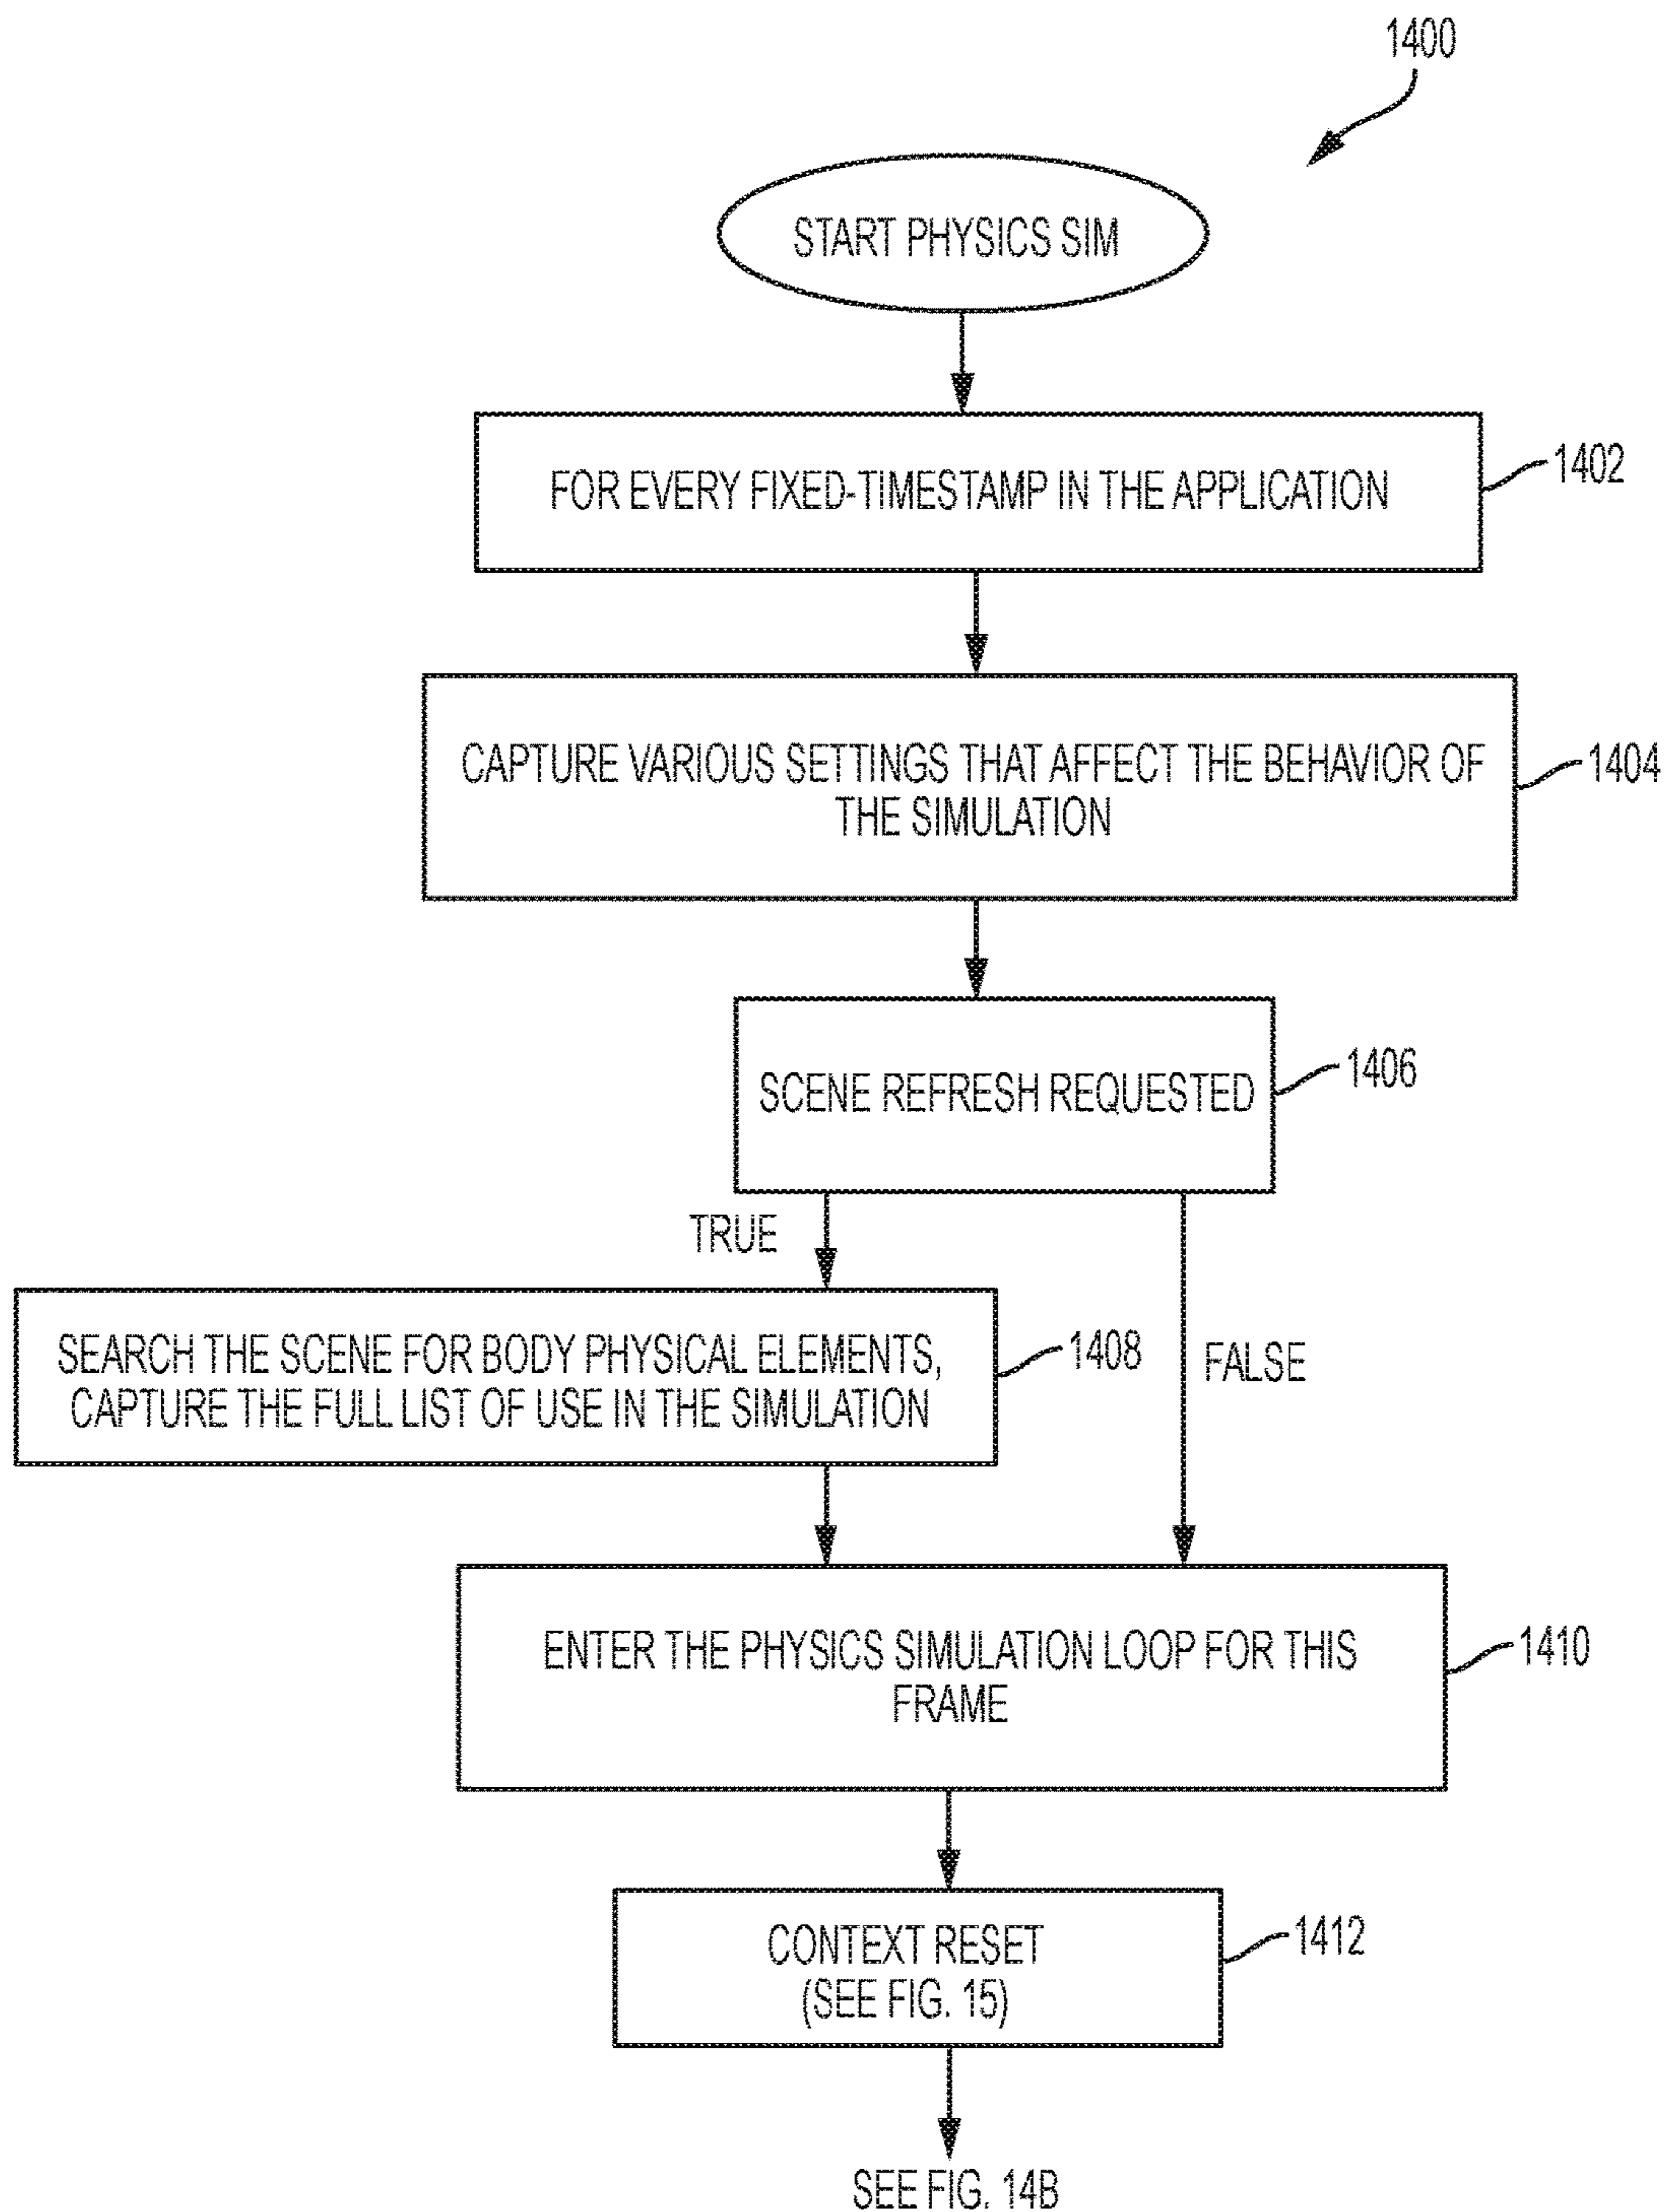 1400
START PHYSICS SIM
FOR EVERY FIXED-TIMESTAMP IN THE APPLICATION
1402
CAPTURE VARIOUS SETTINGS THAT AFFECT THE BEHAVIOR OF
THE SIMULATION
1404
SCENE REFRESH REQUESTED
1406
TRUE
FALSE
SEARCH THE SCENE FOR BODY PHYSICAL ELEMENTS,
CAPTURE THE FULL LIST OF USE IN THE SIMULATION
1408
ENTER THE PHYSICS SIMULATION LOOP FOR THIS
FRAME
1410
CONTEXT RESET
(SEE FIG. 15)
1412
SEE FIG. 14B